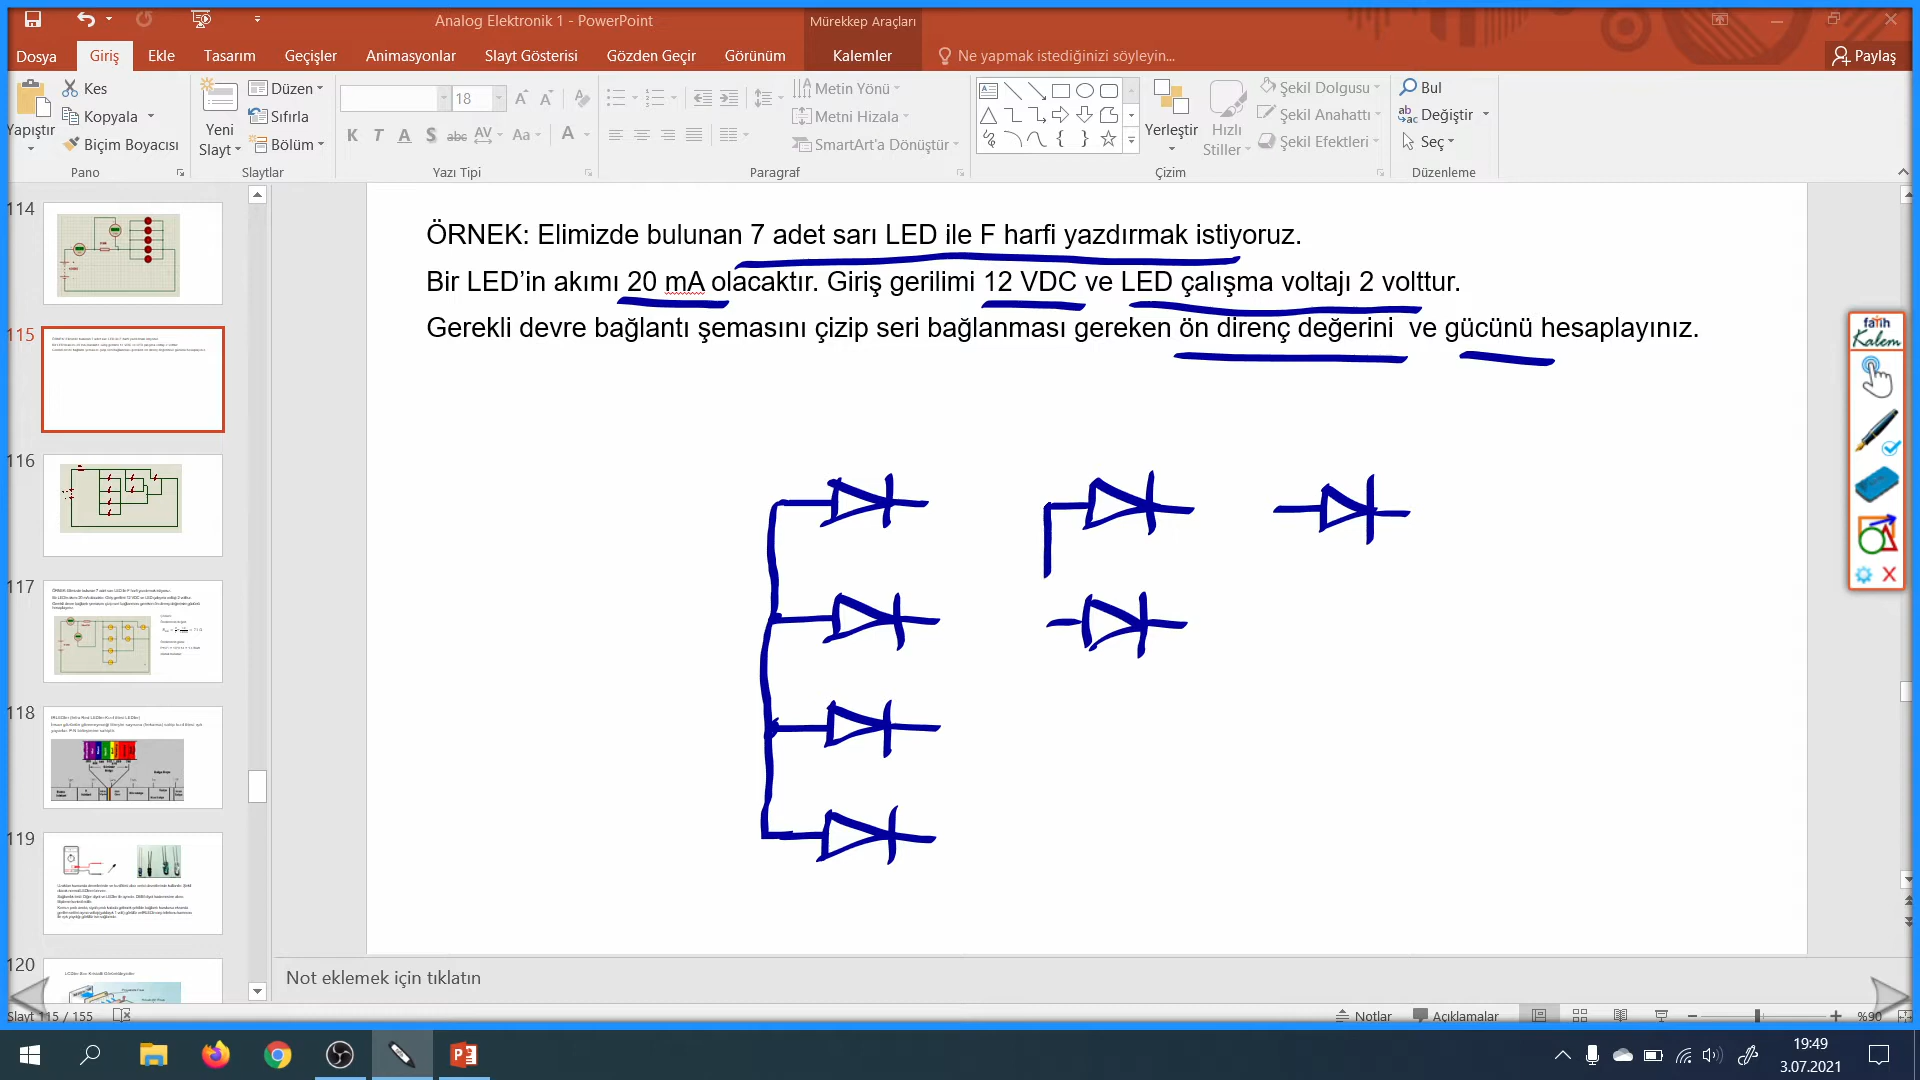 Analog Elektronik 1 - PowerPoint
Mürekkep Araçları
Dosya Giriş Ekle Tasarım Geçişler Animasyonlar Slayt Gösterisi Gözden Geçir Görünüm Kalemler Ne yapmak istediğinizi söyleyin... Paylaş
Yapıştır
Kes
Kopyala
Biçim Boyacısı
Pano
Yeni Slayt
Düzen
Sıfırla
Bölüm
Slaytlar
18
K T A S abc AV Aa A
Yazı Tipi
Metin Yönü
Metni Hizala
SmartArt'a Dönüştür
Paragraf
Yerleştir
Hızlı Stiller
Şekil Dolgusu
Şekil Anahattı
Şekil Efektleri
Çizim
Bul
Değiştir
Seç
Düzenleme
114
115
116
117
118
119
120
ÖRNEK: Elimizde bulunan 7 adet sarı LED ile F harfi yazdırmak istiyoruz.
Bir LED’in akımı 20 mA olacaktır. Giriş gerilimi 12 VDC ve LED çalışma voltajı 2 volttur.
Gerekli devre bağlantı şemasını çizip seri bağlanması gereken ön direnç değerini ve gücünü hesaplayınız.
fatih
Kalem
Not eklemek için tıklatın
Slayt 115 / 155
Notlar
Açıklamalar
%90
19:49
3.07.2021